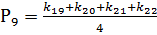 P₉ = (k₁₉+k₂₀+k₂₁+k₂₂)/4